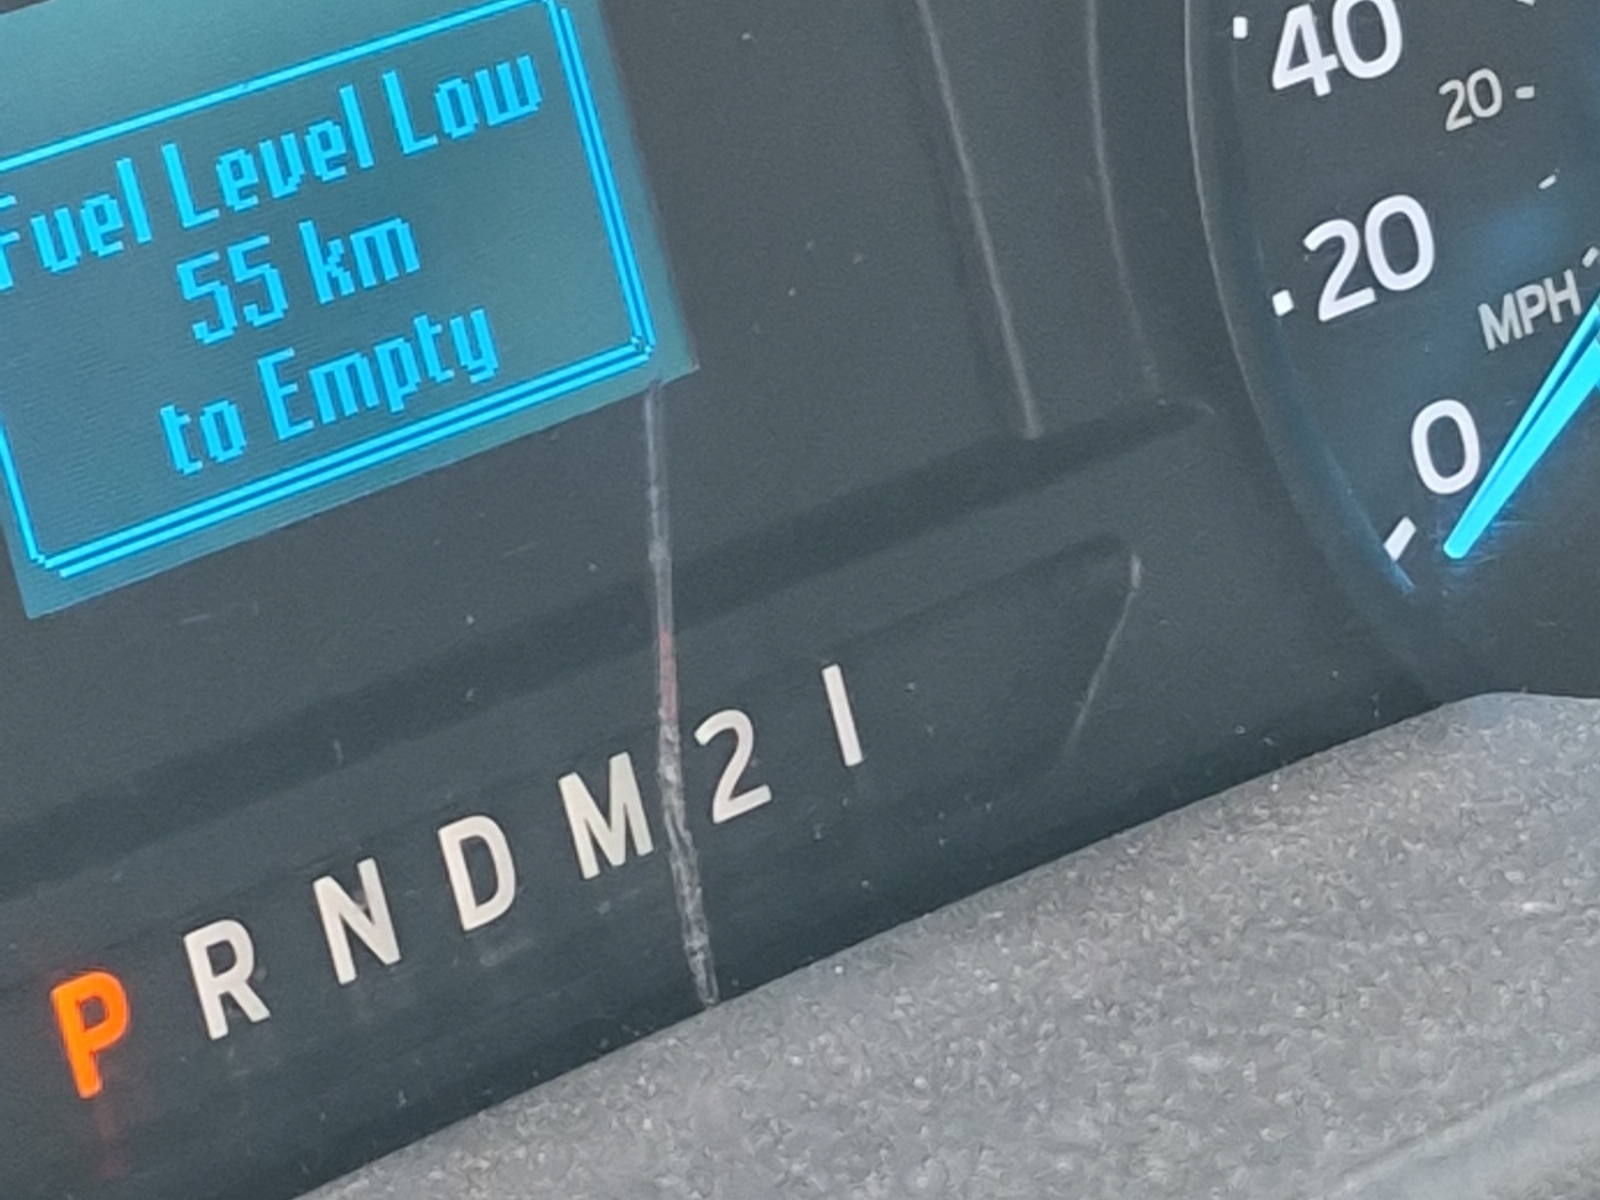 Fuel Level Low
55 km
to Empty
40
20
20
MPH
0
P R N D M 2 1